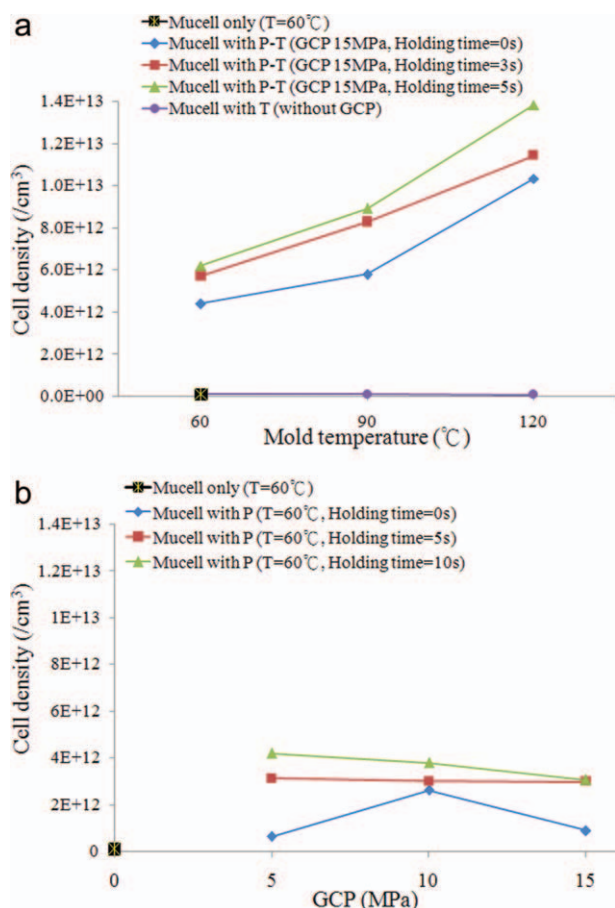 a
Mucell only (T=60℃)
Mucell with P-T (GCP 15MPa, Holding time=0s)
Mucell with P-T (GCP 15MPa, Holding time=3s)
Mucell with P-T (GCP 15MPa, Holding time=5s)
Mucell with T (without GCP)
1.4E+13
1.2E+13
1.0E+13
8.0E+12
6.0E+12
4.0E+12
2.0E+12
0.0E+00
Cell density (/cm³)
60
90
120
Mold temperature (℃)
b
Mucell only (T=60℃)
Mucell with P (T=60℃, Holding time=0s)
Mucell with P (T=60℃, Holding time=5s)
Mucell with P (T=60℃, Holding time=10s)
1.4E+13
1.2E+13
1E+13
8E+12
6E+12
4E+12
2E+12
0
Cell density (/cm³)
0
5
10
15
GCP (MPa)